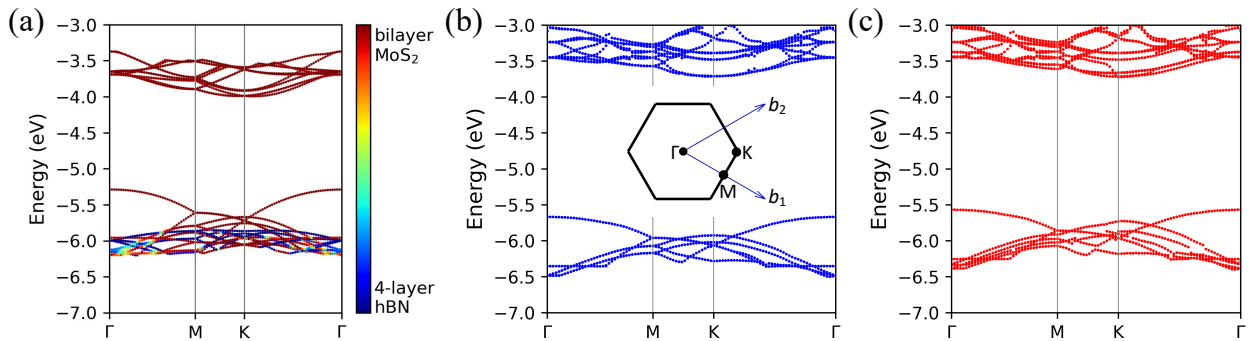 (a)
Energy (eV)
−3.0
−3.5
−4.0
−4.5
−5.0
−5.5
−6.0
−6.5
−7.0
Γ M K Γ
bilayer
MoS2
4-layer
hBN
(b)
Energy (eV)
−3.0
−3.5
−4.0
−4.5
−5.0
−5.5
−6.0
−6.5
−7.0
b2
Γ K
M
b1
Γ M K Γ
(c)
Energy (eV)
−3.0
−3.5
−4.0
−4.5
−5.0
−5.5
−6.0
−6.5
−7.0
Γ M K Γ